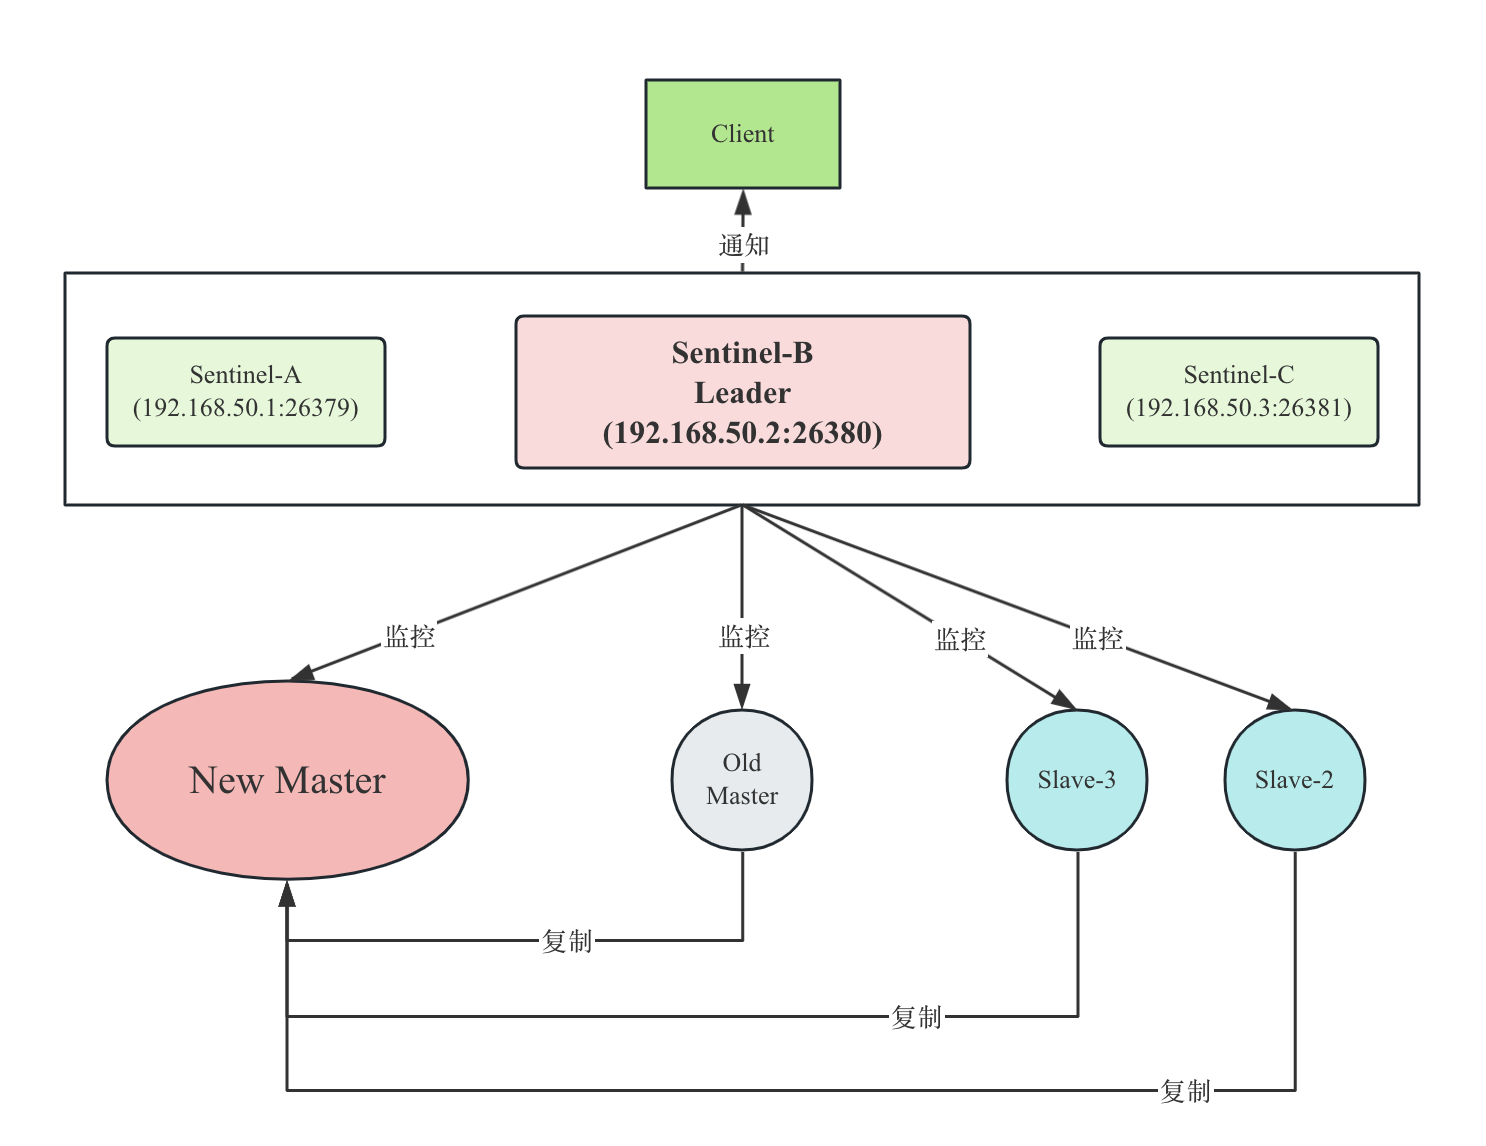 Client
通知
Sentinel-A
(192.168.50.1:26379)
Sentinel-B
Leader
(192.168.50.2:26380)
Sentinel-C
(192.168.50.3:26381)
监控
监控
监控
监控
New Master
Old
Master
Slave-3
Slave-2
复制
复制
复制